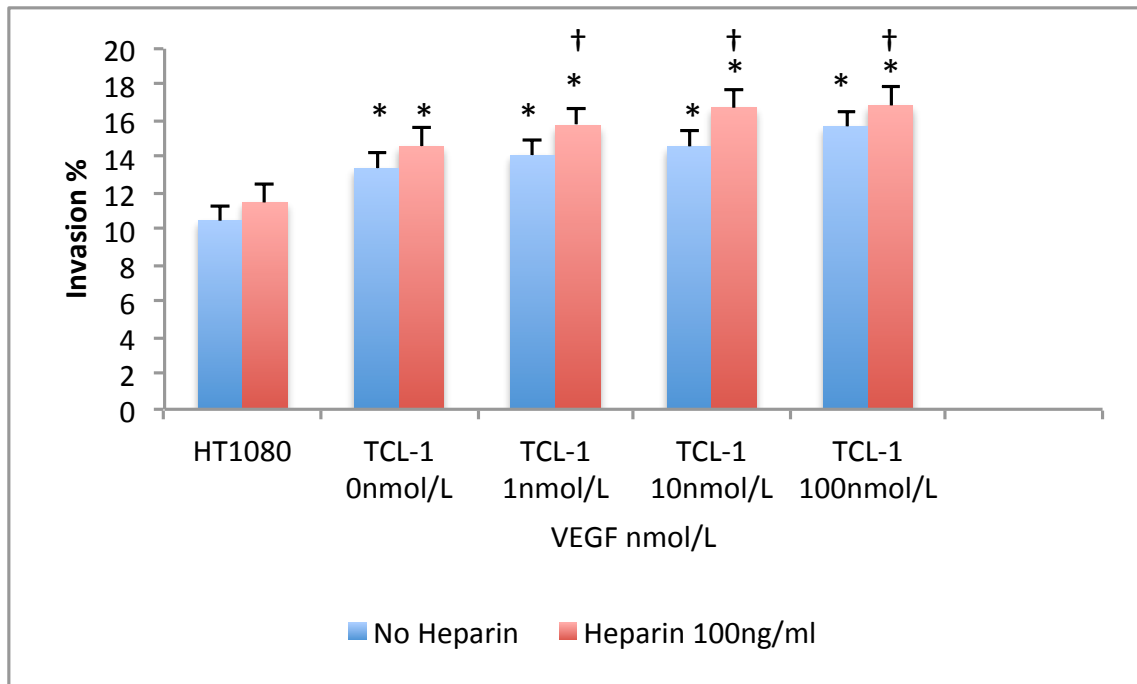 † † †
* * * * * * * *
20
18
16
14
12
10
8
6
4
2
0
Invasion %
HT1080
TCL-1 0nmol/L
TCL-1 1nmol/L
TCL-1 10nmol/L
TCL-1 100nmol/L
VEGF nmol/L
No Heparin
Heparin 100ng/ml